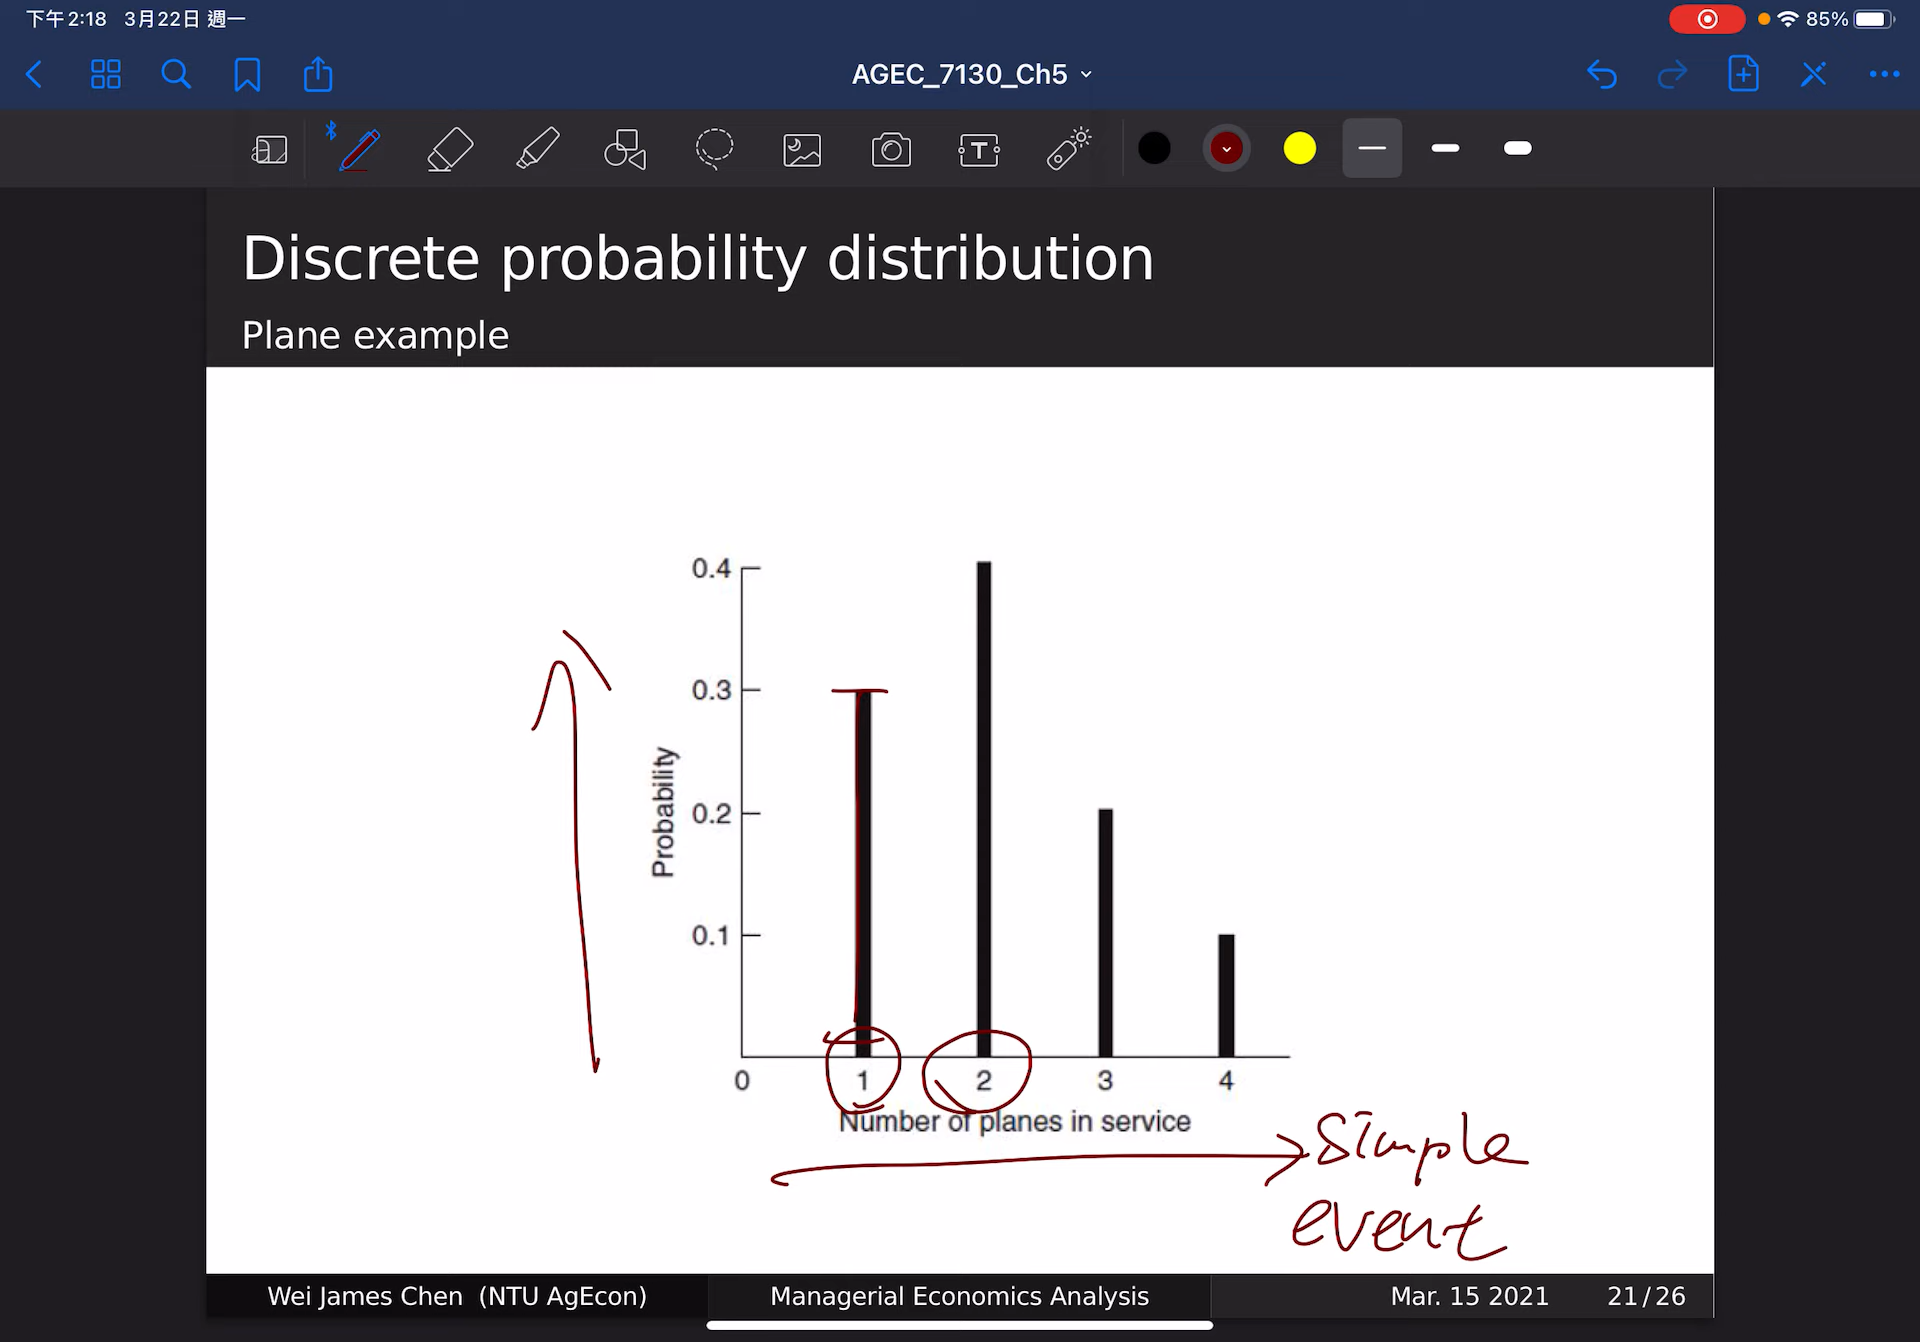 下午2:18 3月22日 週一
85%
AGEC_7130_Ch5
T
Discrete probability distribution
Plane example
0.4
0.3
0.2
0.1
Probability
0 1 2 3 4
Number of planes in service
simple
event
Wei James Chen (NTU AgEcon) Managerial Economics Analysis Mar. 15 2021 21/26